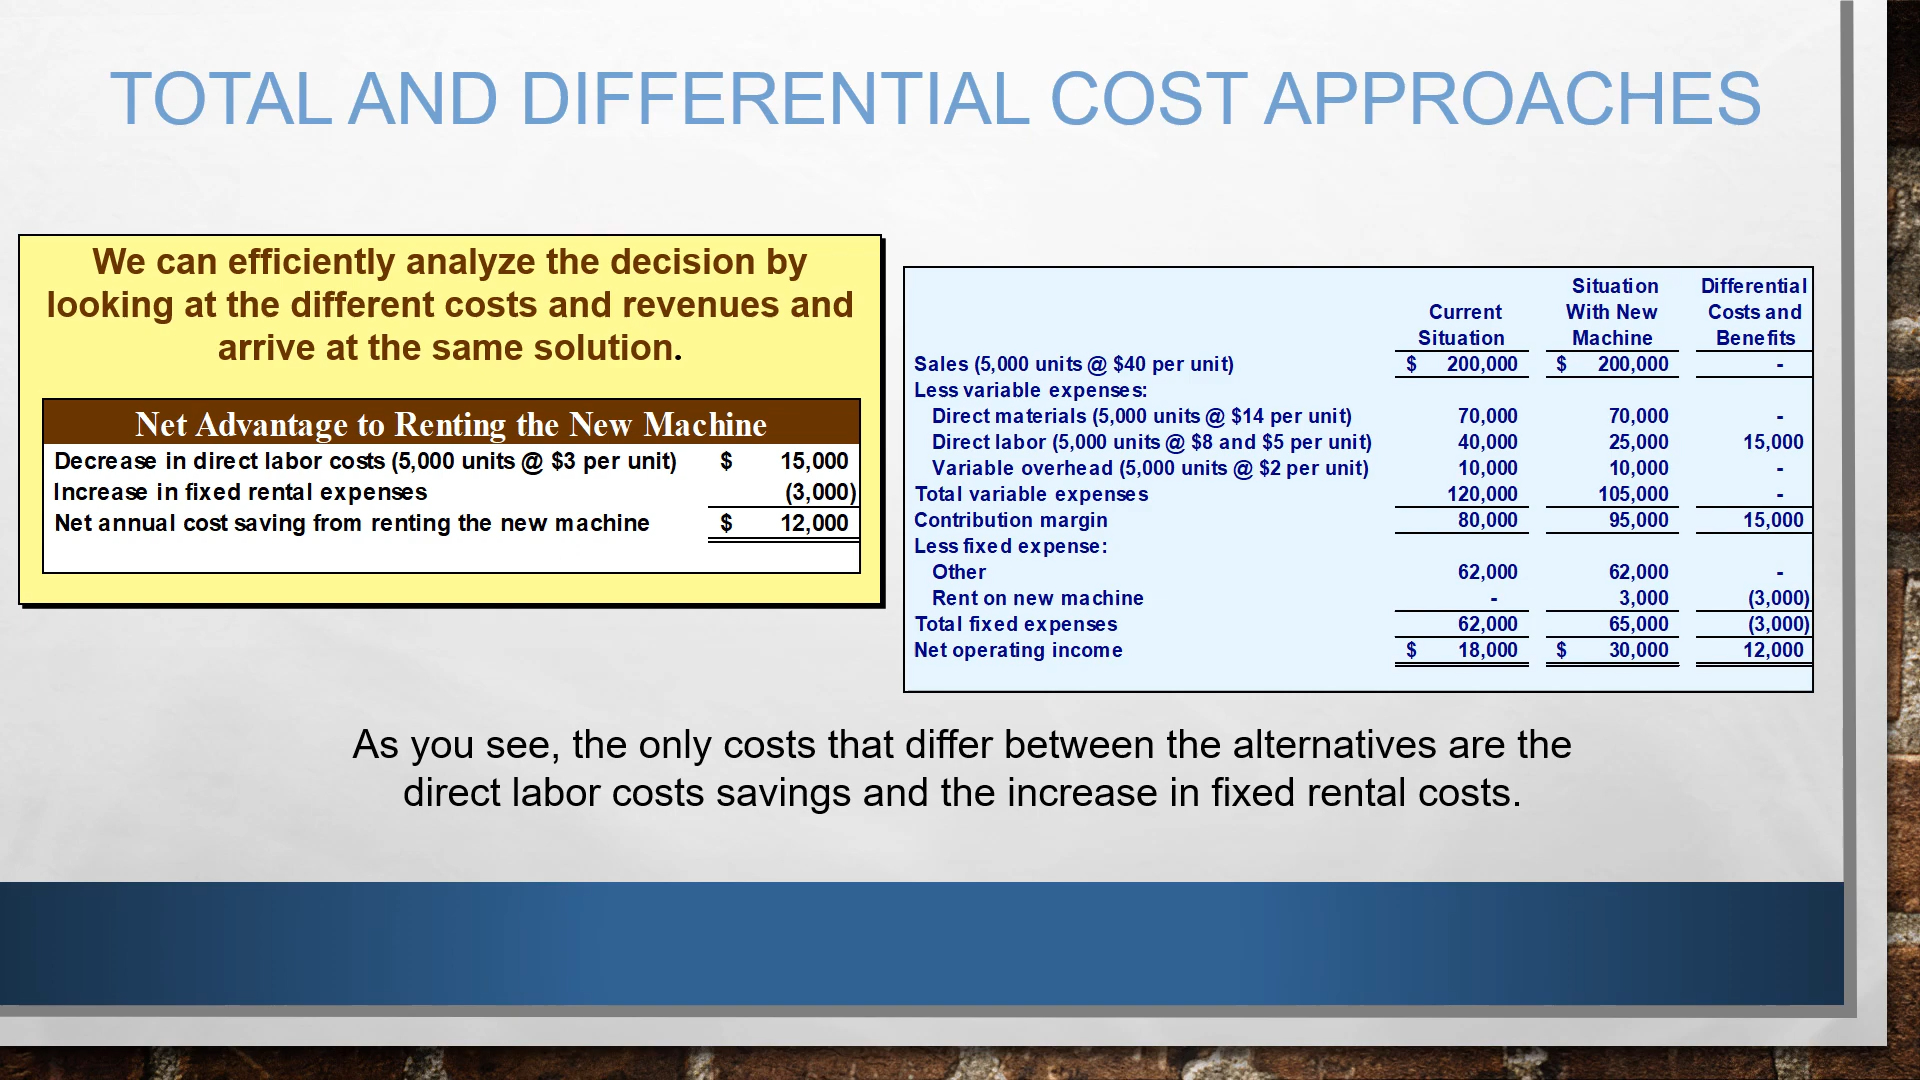 TOTAL AND DIFFERENTIAL COST APPROACHES
We can efficiently analyze the decision by
looking at the different costs and revenues and
arrive at the same solution.
Net Advantage to Renting the New Machine
Decrease in direct labor costs (5,000 units @ $3 per unit) $ 15,000
Increase in fixed rental expenses (3,000)
Net annual cost saving from renting the new machine $ 12,000
Situation Differential
Current With New Costs and
Situation Machine Benefits
Sales (5,000 units @ $40 per unit) $ 200,000 $ 200,000 -
Less variable expenses:
Direct materials (5,000 units @ $14 per unit) 70,000 70,000 -
Direct labor (5,000 units @ $8 and $5 per unit) 40,000 25,000 15,000
Variable overhead (5,000 units @ $2 per unit) 10,000 10,000 -
Total variable expenses 120,000 105,000 -
Contribution margin 80,000 95,000 15,000
Less fixed expense:
Other 62,000 62,000 -
Rent on new machine - 3,000 (3,000)
Total fixed expenses 62,000 65,000 (3,000)
Net operating income $ 18,000 $ 30,000 12,000
As you see, the only costs that differ between the alternatives are the
direct labor costs savings and the increase in fixed rental costs.